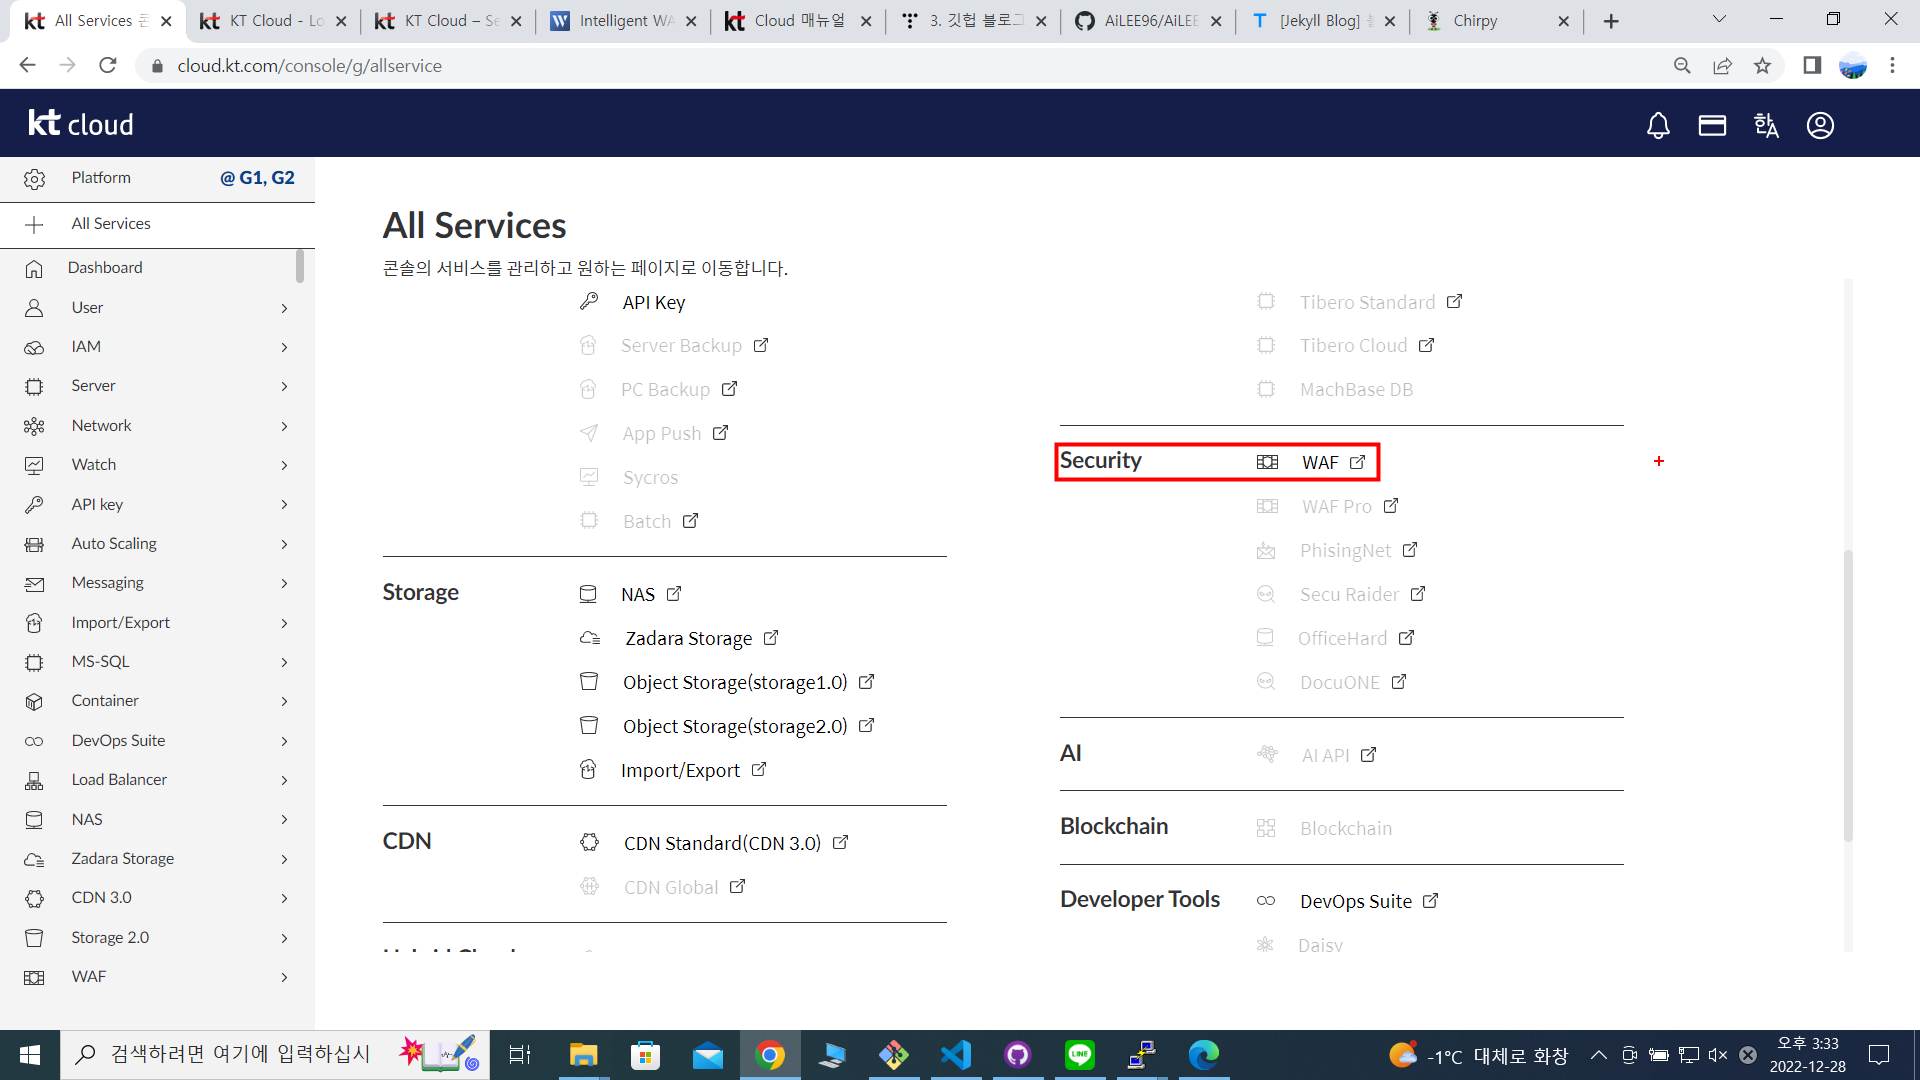 All Services 콘
KT Cloud - Lo
KT Cloud – Se
Intelligent WA
Cloud 매뉴얼
3. 깃헙 블로그
AiLEE96/AiLEE
[Jekyll Blog]
Chirpy
cloud.kt.com/console/g/allservice
kt cloud
한A
Platform @ G1, G2
All Services
Dashboard
User
IAM
Server
Network
Watch
API key
Auto Scaling
Messaging
Import/Export
MS-SQL
Container
DevOps Suite
Load Balancer
NAS
Zadara Storage
CDN 3.0
Storage 2.0
WAF
All Services
콘솔의 서비스를 관리하고 원하는 페이지로 이동합니다.
API Key
Server Backup
PC Backup
App Push
Sycros
Batch
Storage NAS
Zadara Storage
Object Storage(storage1.0)
Object Storage(storage2.0)
Import/Export
CDN CDN Standard(CDN 3.0)
CDN Global
Hybrid Cloud
Tibero Standard
Tibero Cloud
MachBase DB
Security WAF
WAF Pro
PhisingNet
Secu Raider
OfficeHard
DocuONE
AI AI API
Blockchain Blockchain
Developer Tools DevOps Suite
Daisy
검색하려면 여기에 입력하십시
LINE
-1°C 대체로 화창
오후 3:33
2022-12-28